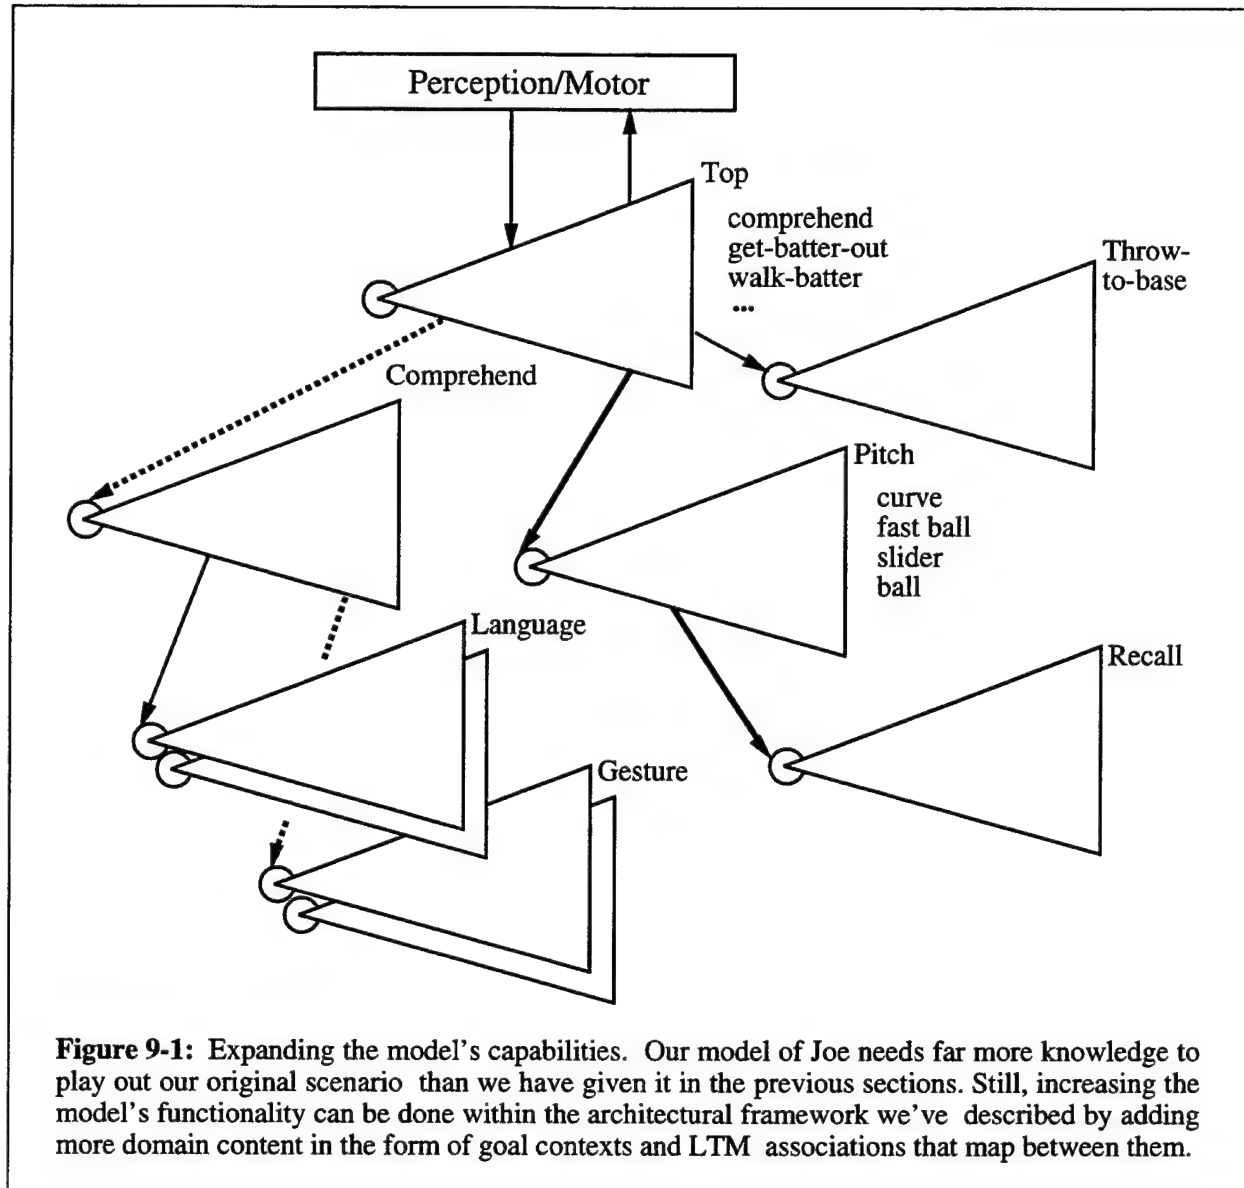 Perception/Motor
Top
comprehend
get-batter-out
walk-batter
...
Throw-
to-base
Comprehend
Pitch
curve
fast ball
slider
ball
Language
Recall
Gesture
Figure 9-1: Expanding the model's capabilities. Our model of Joe needs far more knowledge to
play out our original scenario than we have given it in the previous sections. Still, increasing the
model's functionality can be done within the architectural framework we've described by adding
more domain content in the form of goal contexts and LTM associations that map between them.